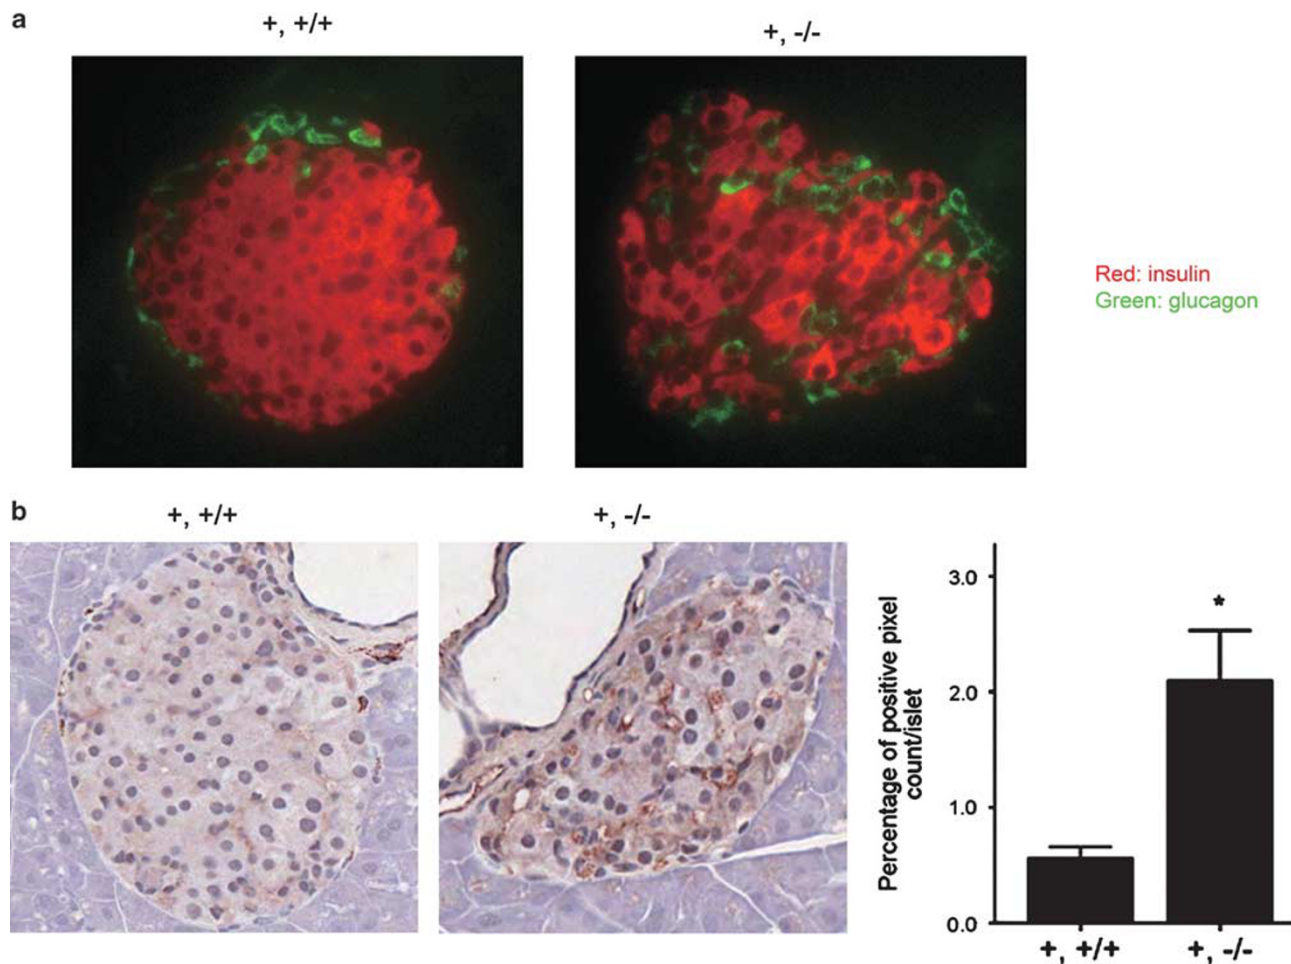 a
+, +/+
+, -/-
Red: insulin
Green: glucagon
b
+, +/+
+, -/-
Percentage of positive pixel
count/islet
3.0
2.0
1.0
0.0
*
+, +/+
+, -/-